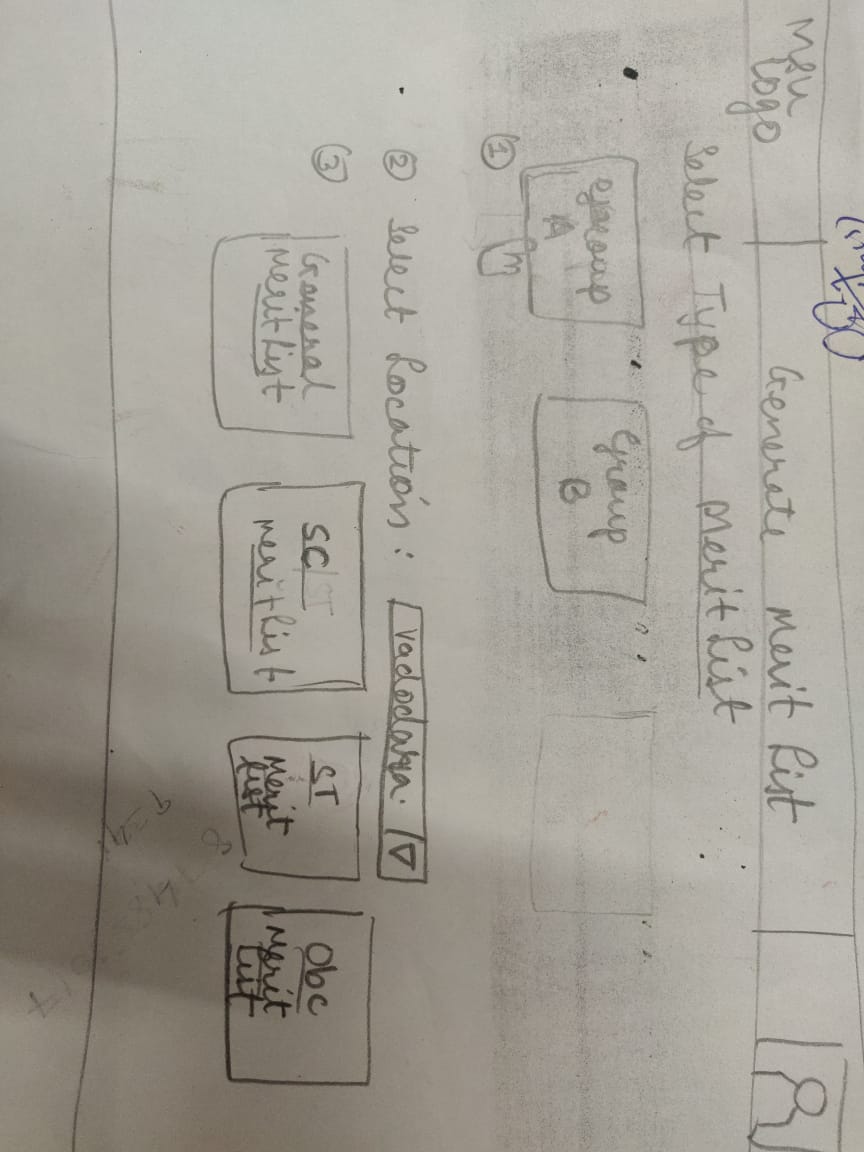 MSU
Logo
Generate Merit List
Select Type of Merit List
①
Group
A
Group
B
② Select Location: Vadodara.
③
General
Merit List
SC
Merit List
ST
Merit
List
Obc
Merit
List